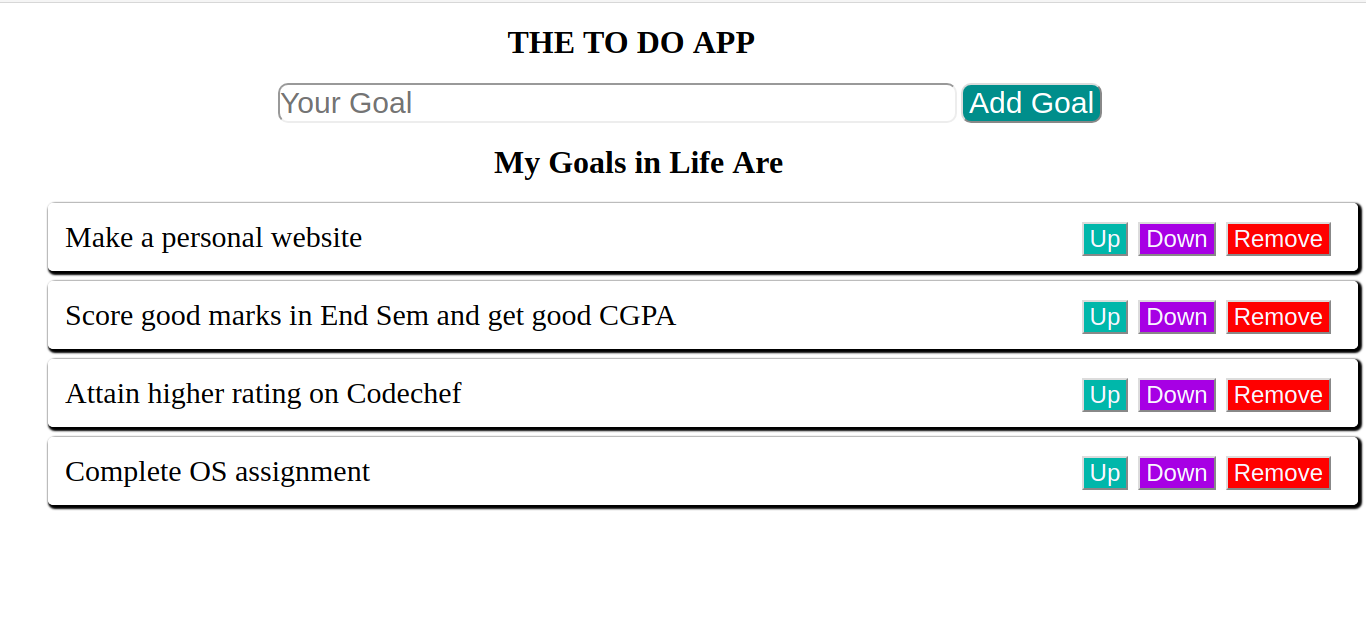 THE TO DO APP
Your Goal Add Goal
My Goals in Life Are
Make a personal website Up Down Remove
Score good marks in End Sem and get good CGPA Up Down Remove
Attain higher rating on Codechef Up Down Remove
Complete OS assignment Up Down Remove